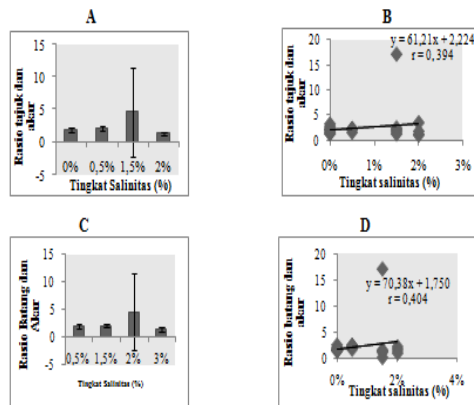 A
15
10
5
0
-5
Rasio tajuk dan akar
0% 0,5% 1,5% 2%
Tingkat Salinitas (%)
B
20
15
10
5
0
Rasio tajuk dan akar
y = 61,21x + 2,224
r = 0,394
0% 1% 2% 3%
Tingkat salinitas (%)
C
15
10
5
0
-5
Rasio Batang dan Akar
0,5% 1,5% 2% 3%
Tingkat Salinitas (%)
D
20
15
10
5
0
Rasio batang dan akar
y = 70,38x + 1,750
r = 0,404
0% 2% 4%
Tingkat salinitas (%)